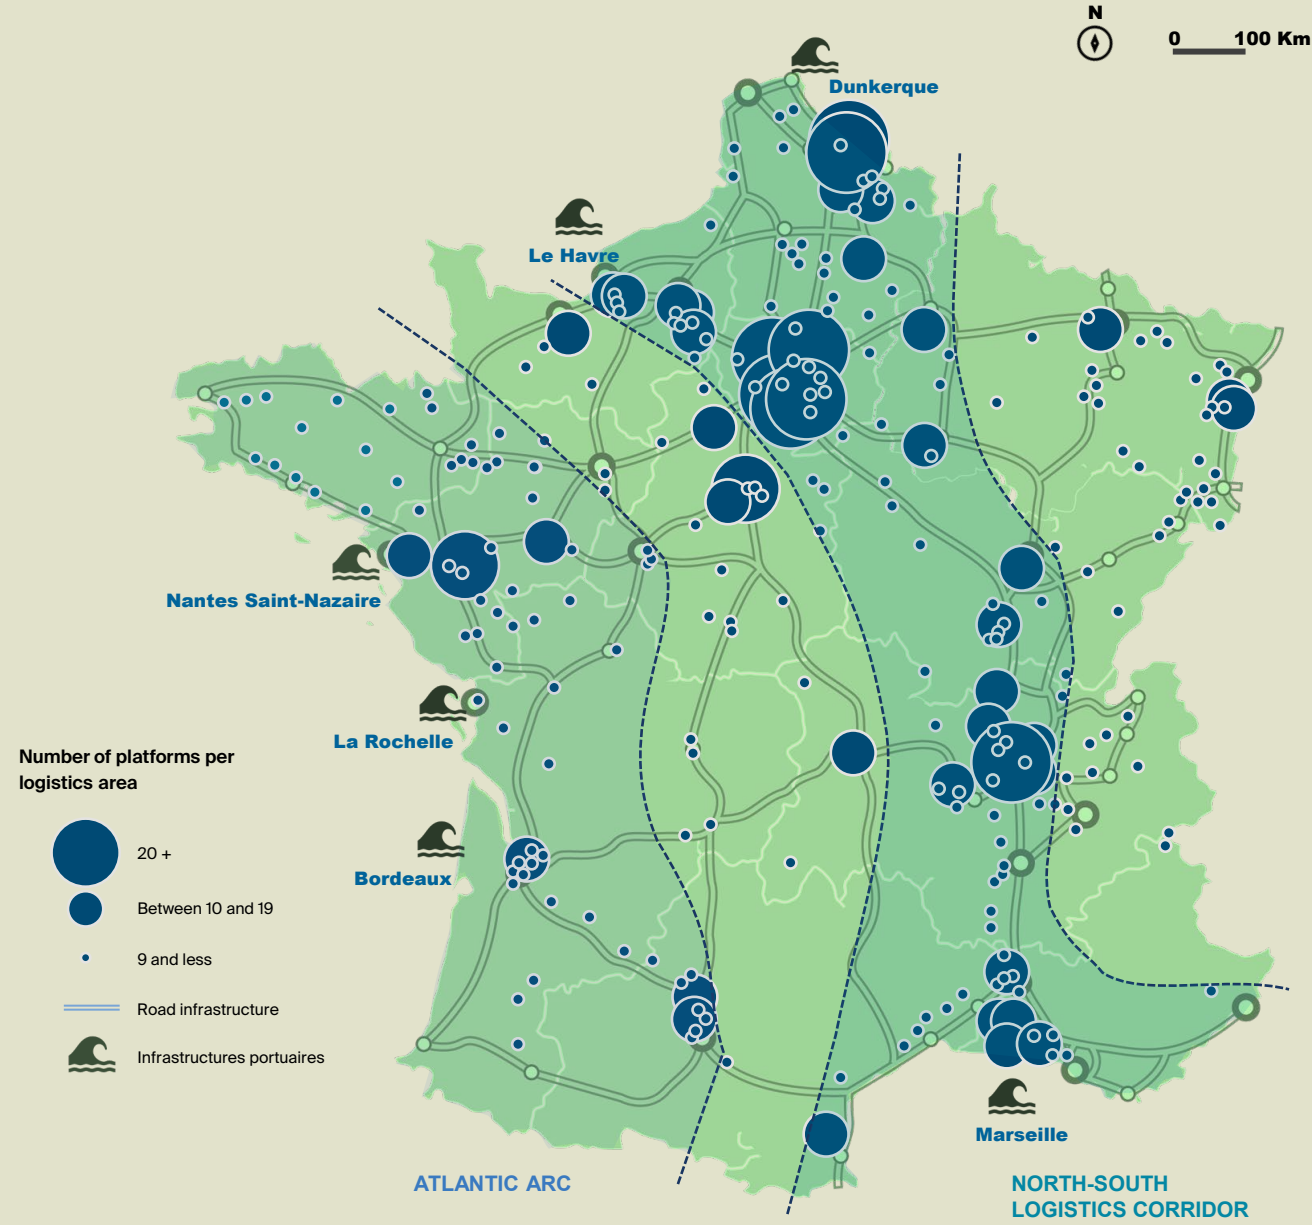 N
0 100 Km
Dunkerque
Le Havre
Nantes Saint-Nazaire
La Rochelle
Number of platforms per
logistics area
20 +
Between 10 and 19
9 and less
Road infrastructure
Infrastructures portuaires
Bordeaux
Marseille
ATLANTIC ARC
NORTH-SOUTH
LOGISTICS CORRIDOR